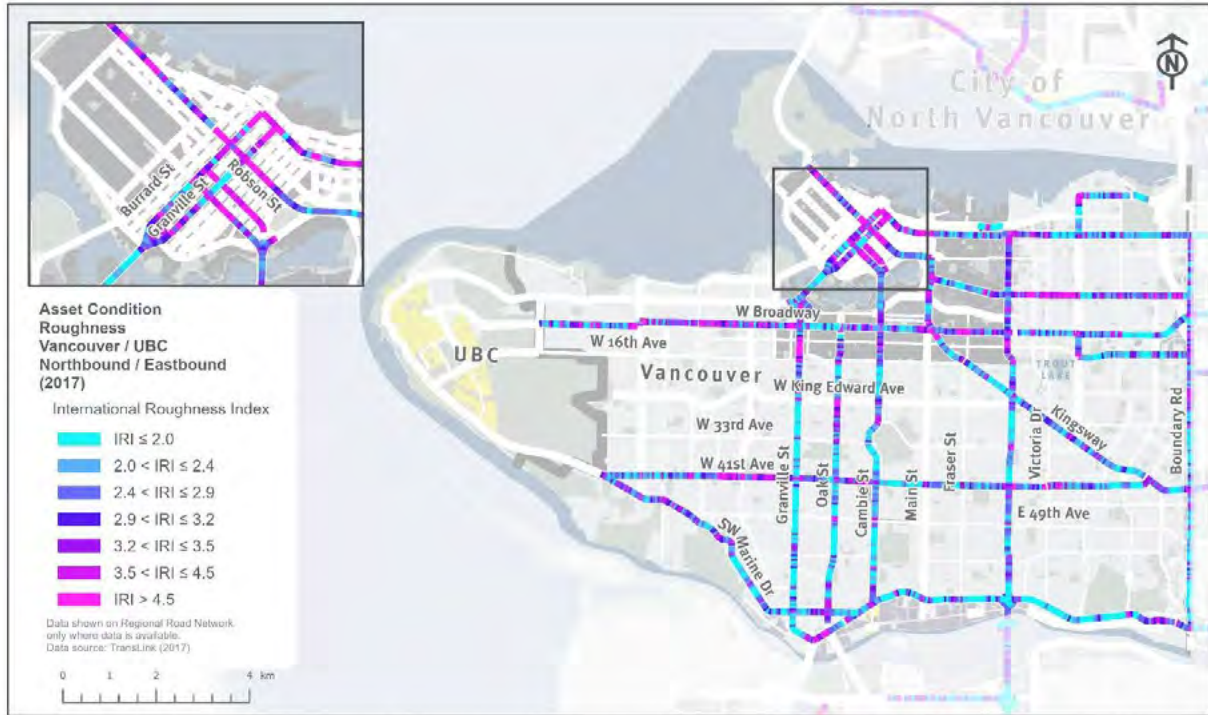 Burrard St
Granville St
Robson St
N
City of
North Vancouver
Asset Condition
Roughness
Vancouver / UBC
Northbound / Eastbound
(2017)
International Roughness Index
IRI ≤ 2.0
2.0 < IRI ≤ 2.4
2.4 < IRI ≤ 2.9
2.9 < IRI ≤ 3.2
3.2 < IRI ≤ 3.5
3.5 < IRI ≤ 4.5
IRI > 4.5
Data shown on Regional Road Network
only where data is available.
Data source: TransLink (2017)
0 1 2 4 km
UBC
Vancouver
W Broadway
W 16th Ave
W King Edward Ave
W 33rd Ave
W 41st Ave
SW Marine Dr
Granville St
Oak St
Cambie St
Main St
Fraser St
Victoria Dr
TROUT
LAKE
Kingsway
Boundary Rd
E 49th Ave